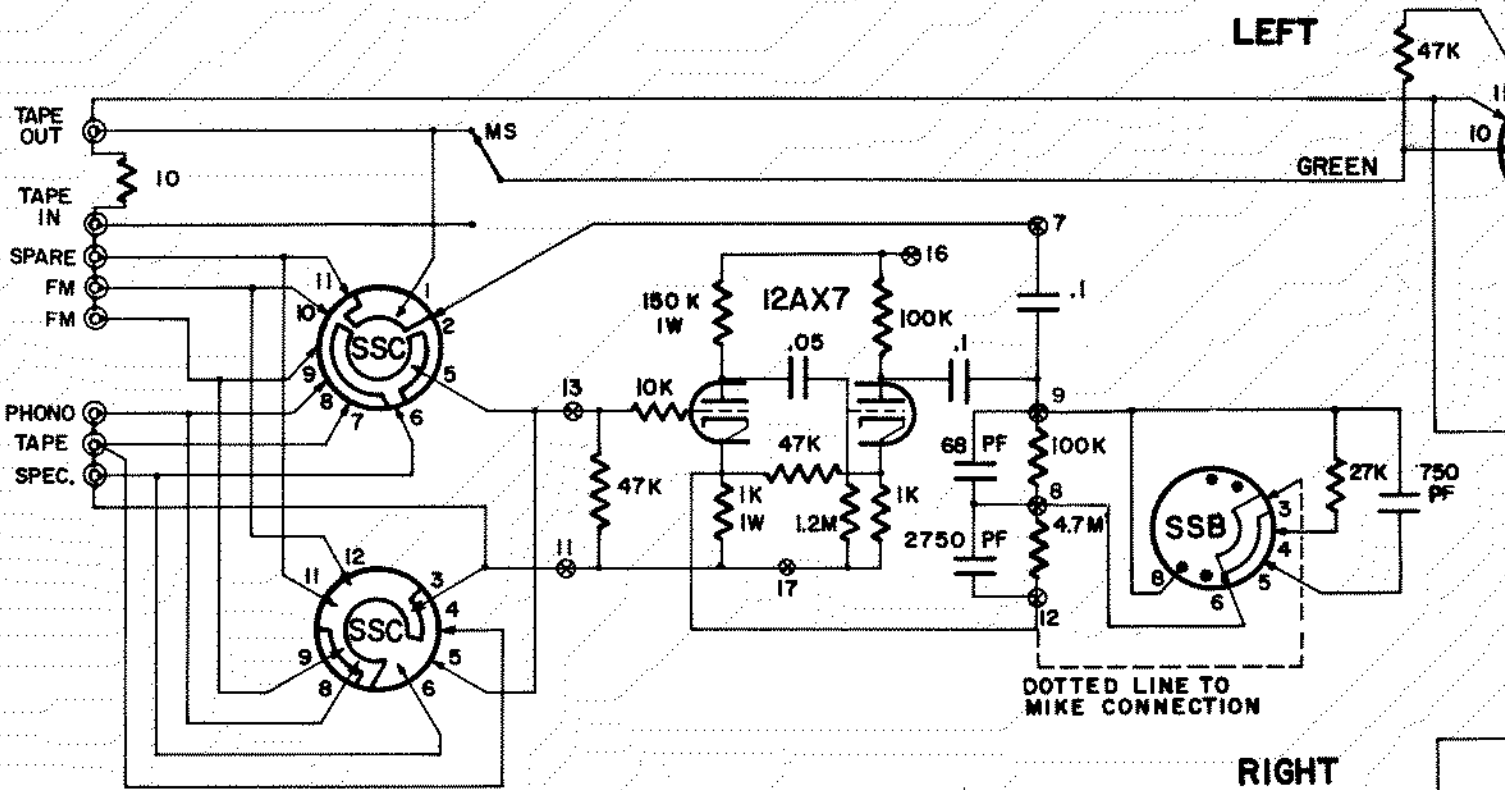 LEFT
47K
11
10
TAPE
OUT
MS
10
GREEN
TAPE
IN
SPARE
FM
FM
7
16
11
1
10
2
SSC
9
5
8
7
6
150 K
1W
12AX7
100K
.1
.05
.1
13
10K
9
PHONO
TAPE
SPEC.
47K
47K
68 PF
100K
8
1K
1W
1.2M
1K
2750 PF
4.7M
27K
750
PF
SSB
3
4
5
6
8
11
17
12
12
11
3
4
SSC
9
5
8
6
DOTTED LINE TO
MIKE CONNECTION
RIGHT